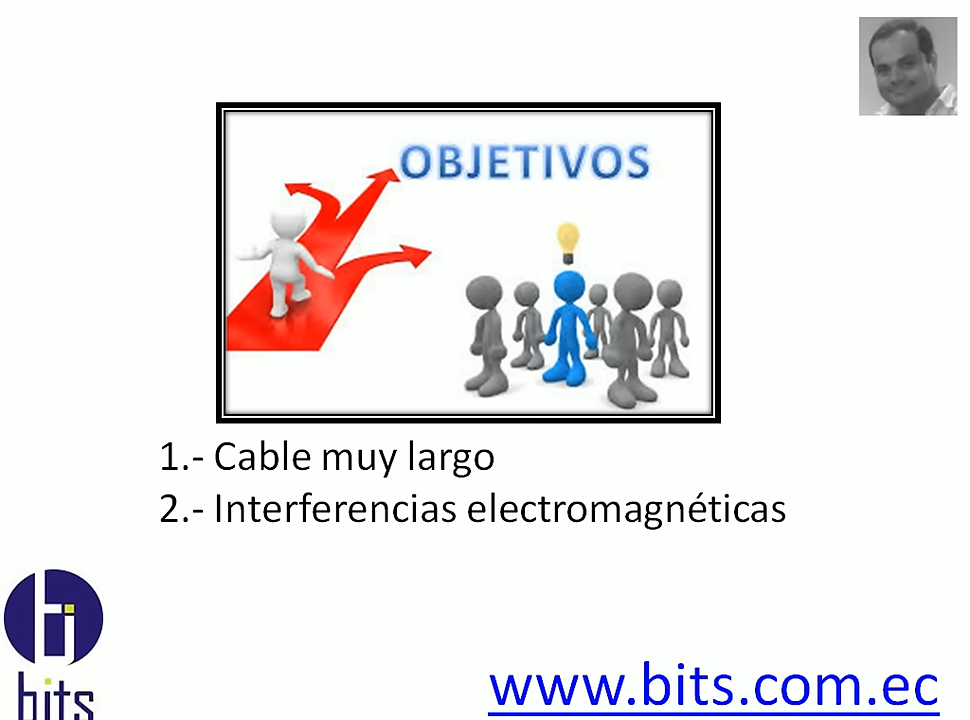 OBJETIVOS
1.- Cable muy largo
2.- Interferencias electromagnéticas
bits
www.bits.com.ec